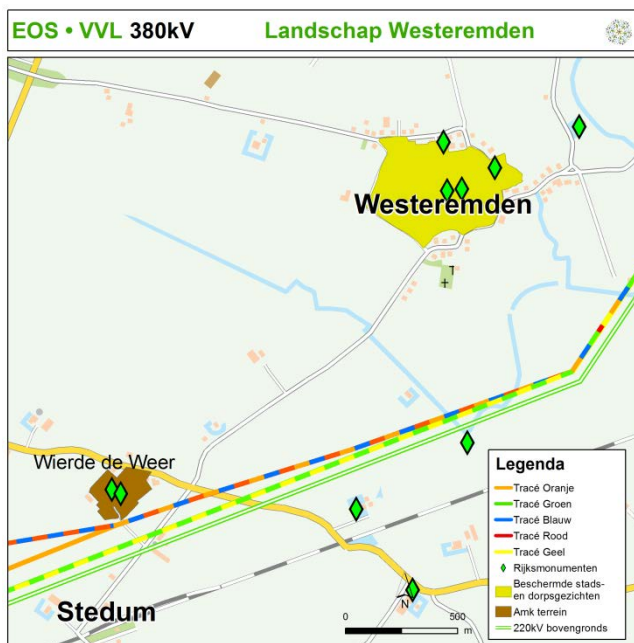 EOS • VVL 380kV Landschap Westeremden
Westeremden
Wierde de Weer
Stedum
N
0 500
m
Legenda
Tracé Oranje
Tracé Groen
Tracé Blauw
Tracé Rood
Tracé Geel
Rijksmonumenten
Beschermde stads-
en dorpsgezichten
Amk terrein
220kV bovengronds